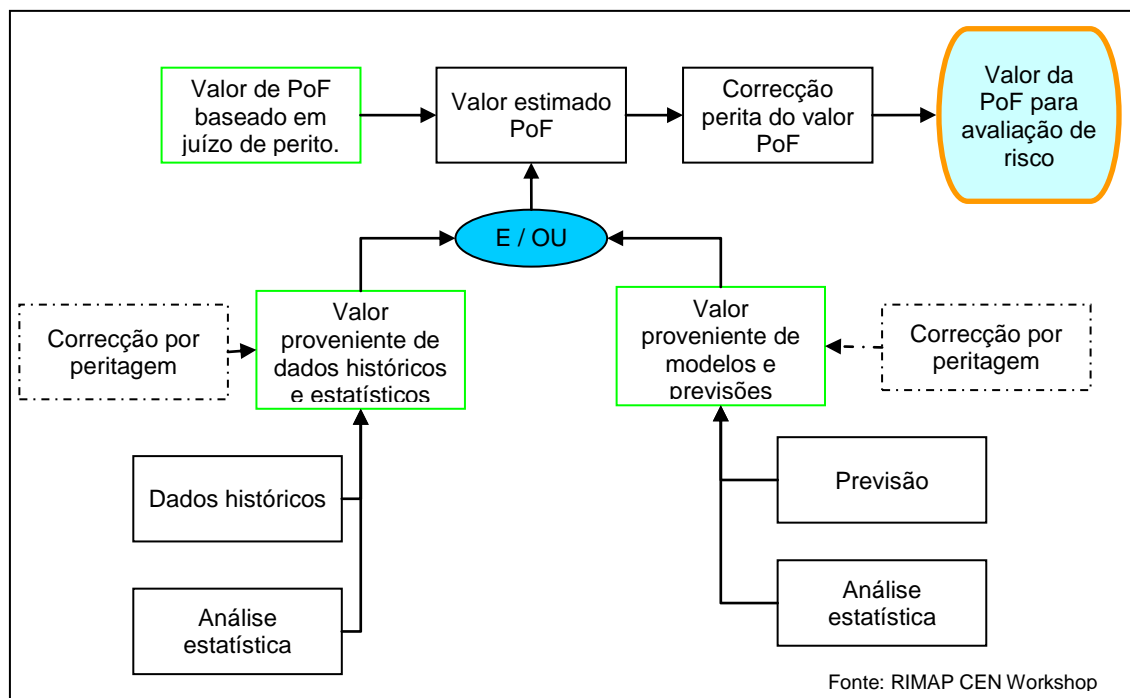 Valor de PoF
baseado em
juízo de perito.
Valor estimado
PoF
Correcção
perita do valor
PoF
Valor da
PoF para
avaliação de
risco
E / OU
Correcção por
peritagem
Valor
proveniente de
dados históricos
e estatísticos
Valor
proveniente de
modelos e
previsões
Correcção por
peritagem
Dados históricos
Previsão
Análise
estatística
Análise
estatística
Fonte: RIMAP CEN Workshop